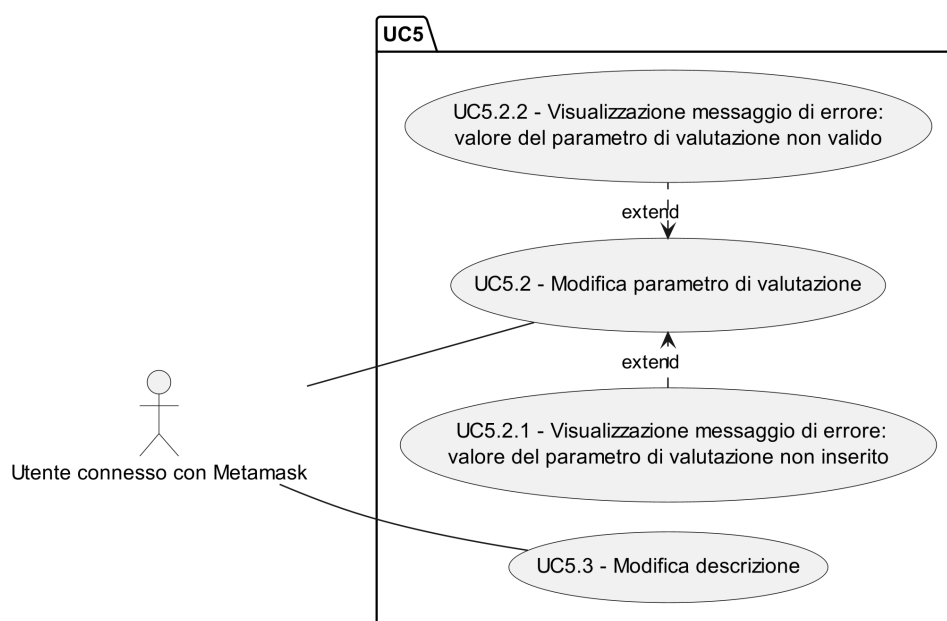 UC5
UC5.2.2 - Visualizzazione messaggio di errore:
valore del parametro di valutazione non valido
extend
UC5.2 - Modifica parametro di valutazione
extend
UC5.2.1 - Visualizzazione messaggio di errore:
valore del parametro di valutazione non inserito
Utente connesso con Metamask
UC5.3 - Modifica descrizione